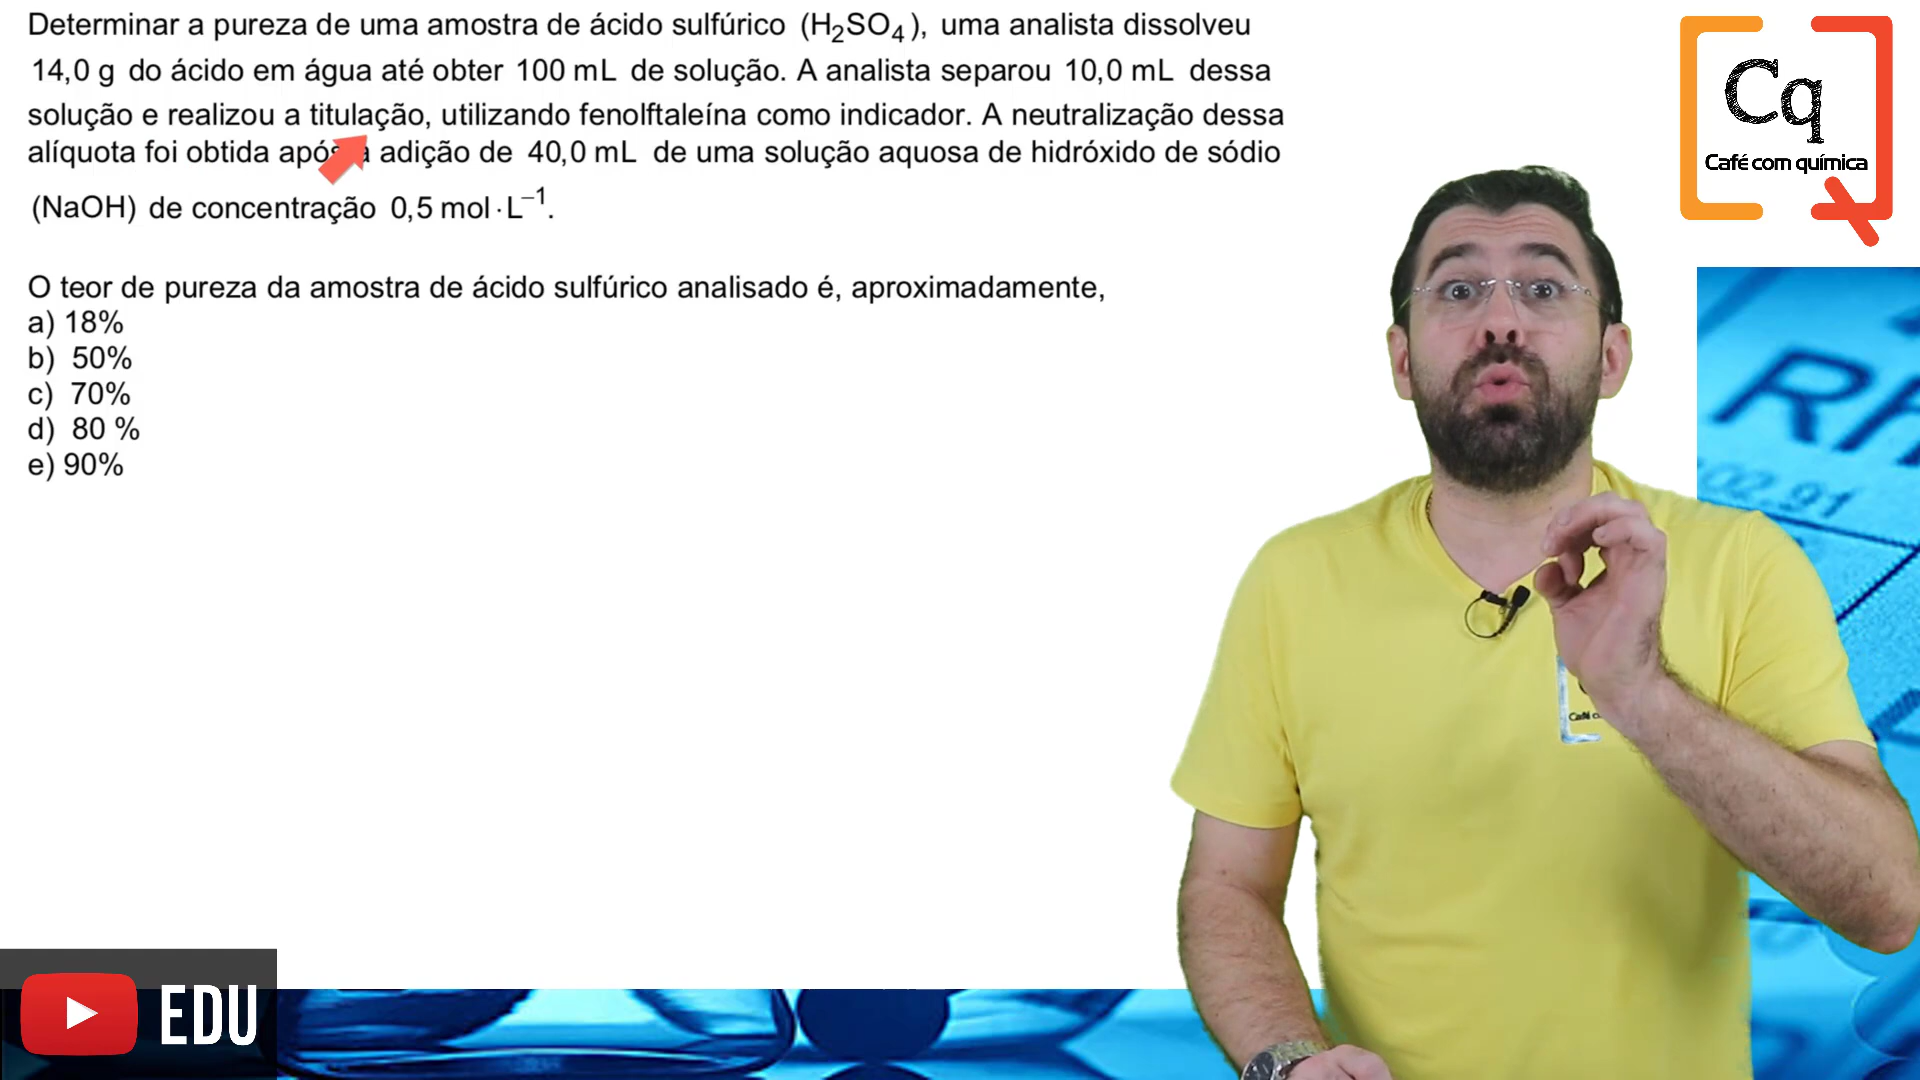 Determinar a pureza de uma amostra de ácido sulfúrico (H₂SO₄), uma analista dissolveu
14,0 g do ácido em água até obter 100 mL de solução. A analista separou 10,0 mL dessa
solução e realizou a titulação, utilizando fenolftaleína como indicador. A neutralização dessa
alíquota foi obtida após a adição de 40,0 mL de uma solução aquosa de hidróxido de sódio
(NaOH) de concentração 0,5 mol·L⁻¹.
O teor de pureza da amostra de ácido sulfúrico analisado é, aproximadamente,
a) 18%
b) 50%
c) 70%
d) 80 %
e) 90%
Cq
Café com química
02,91
EDU